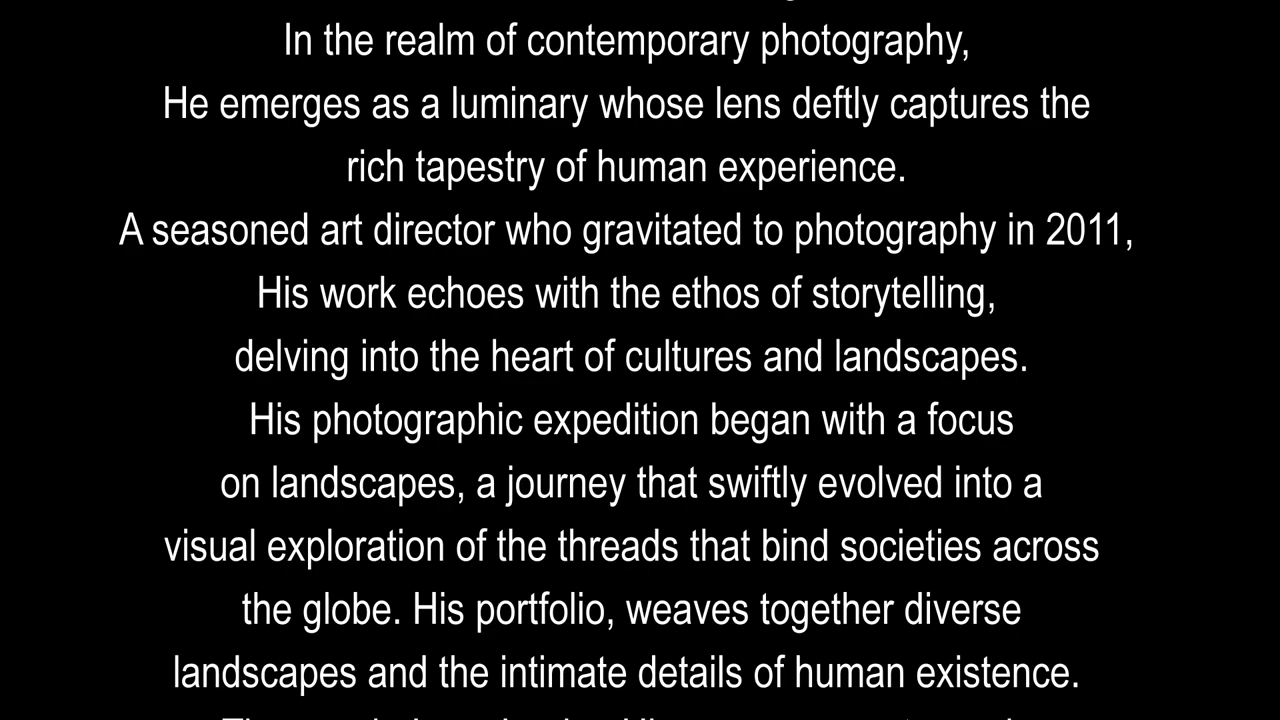 In the realm of contemporary photography,
He emerges as a luminary whose lens deftly captures the
rich tapestry of human experience.
A seasoned art director who gravitated to photography in 2011,
His work echoes with the ethos of storytelling,
delving into the heart of cultures and landscapes.
His photographic expedition began with a focus
on landscapes, a journey that swiftly evolved into a
visual exploration of the threads that bind societies across
the globe. His portfolio, weaves together diverse
landscapes and the intimate details of human existence.